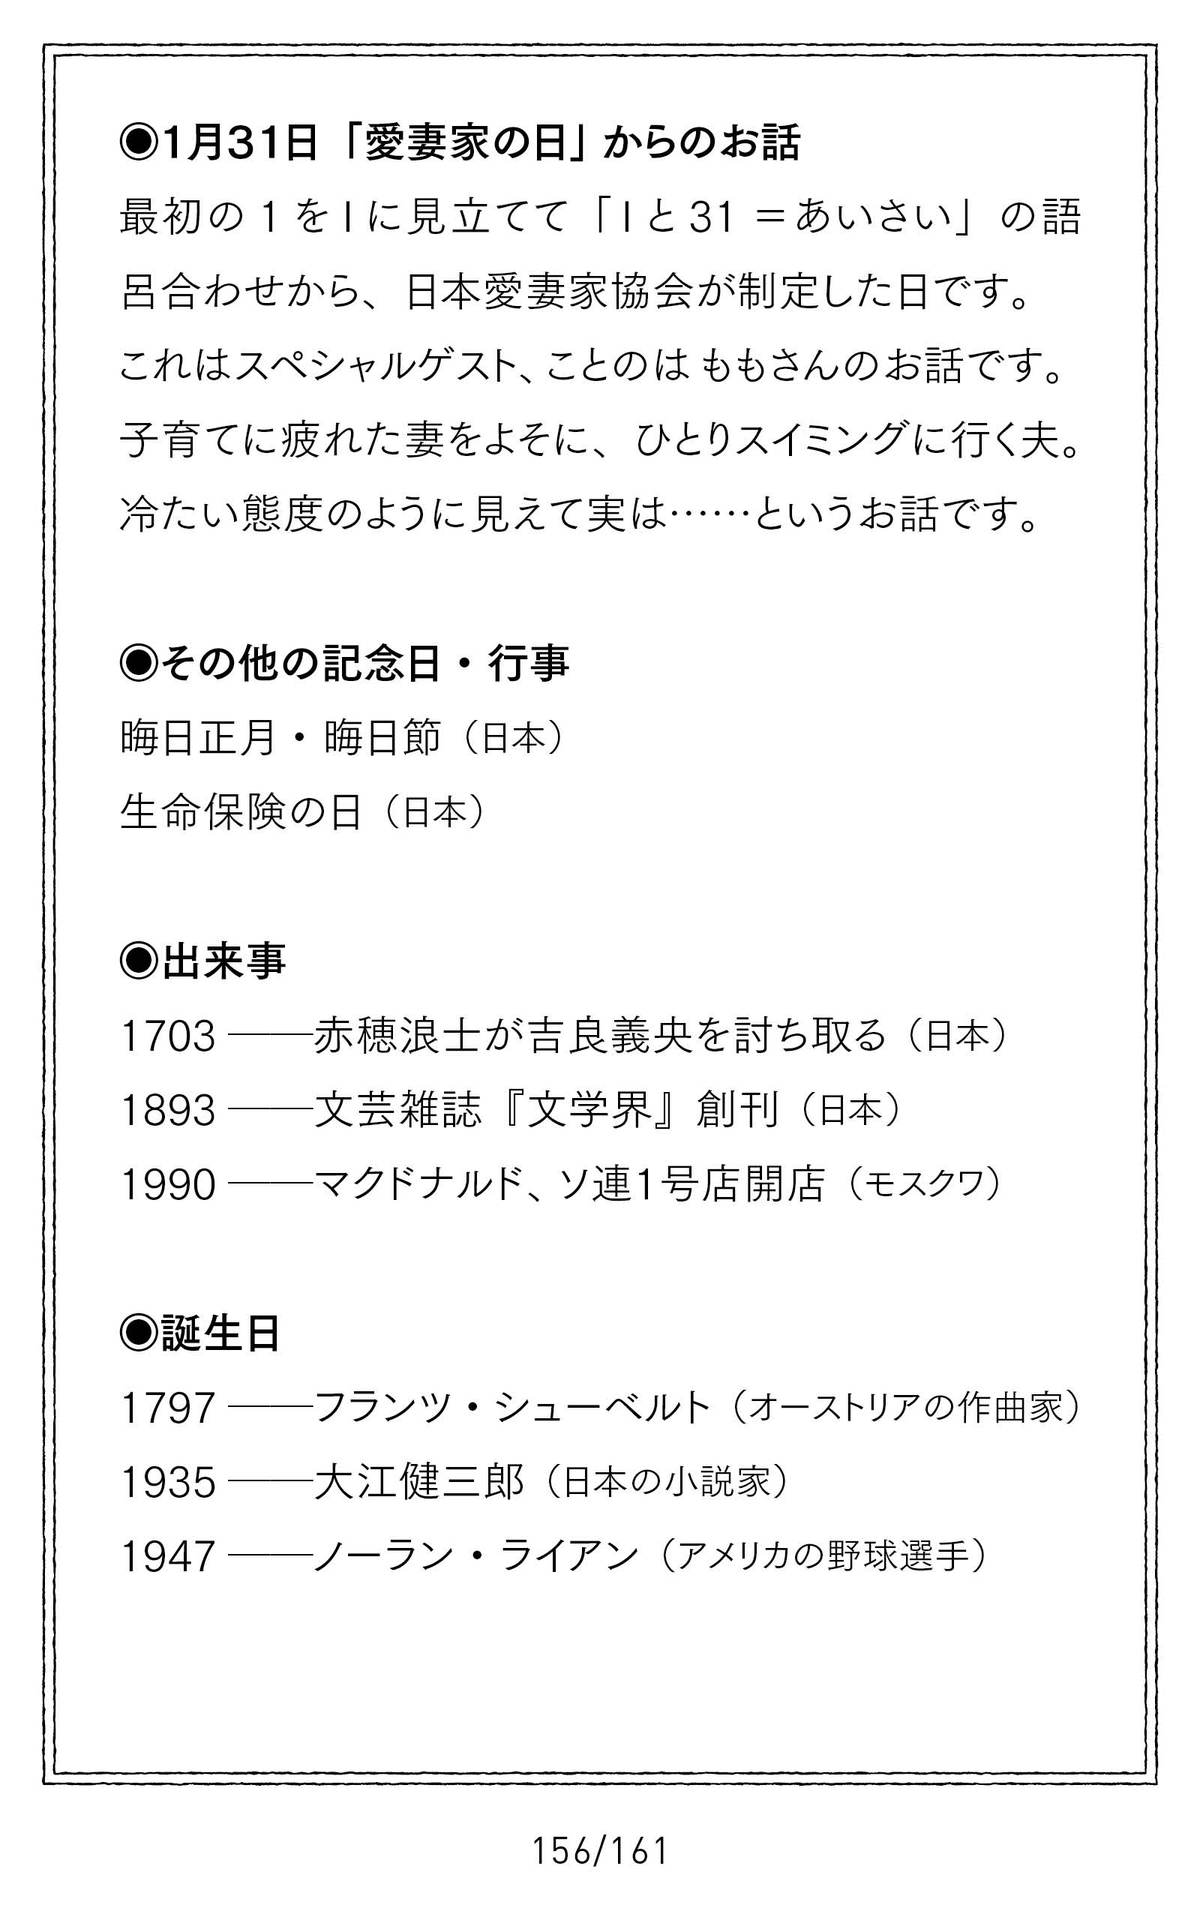 ◉1月31日「愛妻家の日」からのお話
最初の1をIに見立てて「Iと31＝あいさい」の語
呂合わせから、日本愛妻家協会が制定した日です。
これはスペシャルゲスト、ことのは ももさんのお話です。
子育てに疲れた妻をよそに、ひとりスイミングに行く夫。
冷たい態度のように見えて実は……というお話です。
◉その他の記念日・行事
晦日正月・晦日節（日本）
生命保険の日（日本）
◉出来事
1703 ──赤穂浪士が吉良義央を討ち取る（日本）
1893 ──文芸雑誌『文学界』創刊（日本）
1990 ──マクドナルド、ソ連1号店開店（モスクワ）
◉誕生日
1797 ──フランツ・シューベルト（オーストリアの作曲家）
1935 ──大江健三郎（日本の小説家）
1947 ──ノーラン・ライアン（アメリカの野球選手）
156/161